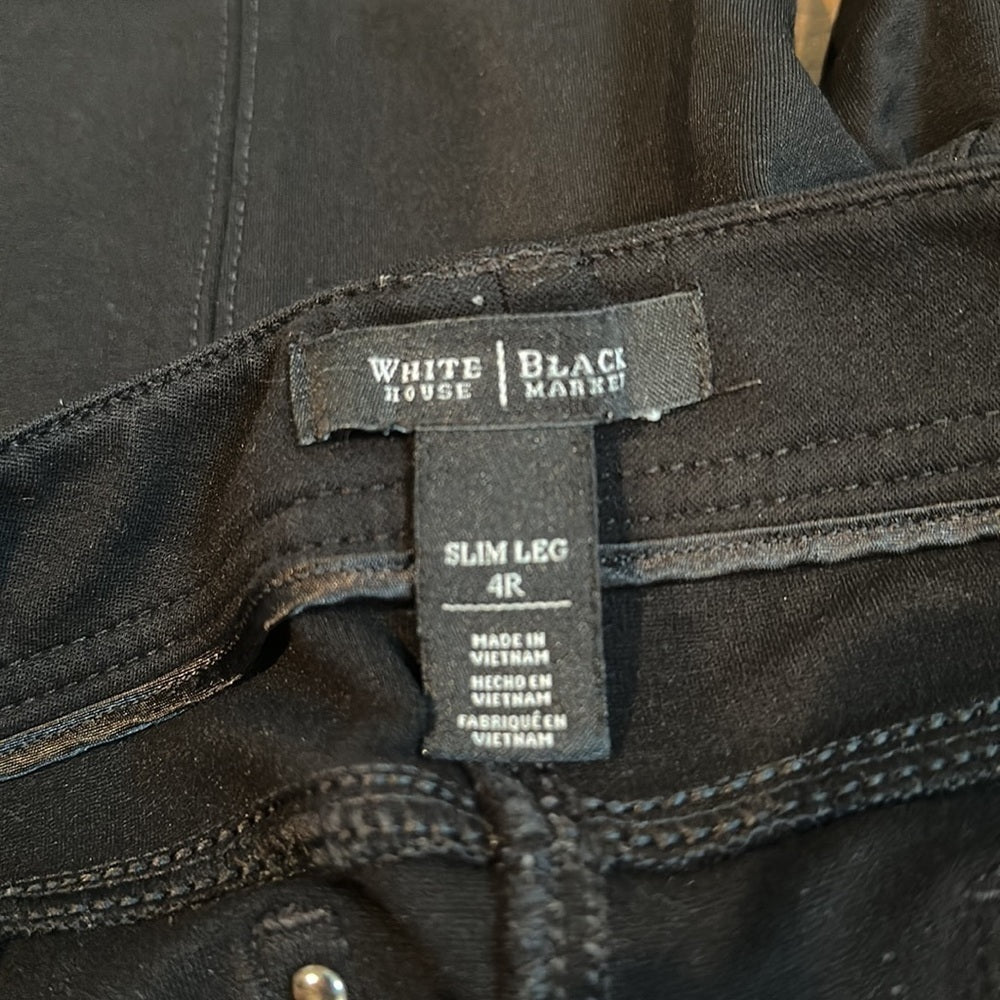 WHITE | BLACK
HOUSE | MARKET
SLIM LEG
4R
MADE IN
VIETNAM
HECHO EN
VIETNAM
FABRIQUÉ EN
VIETNAM